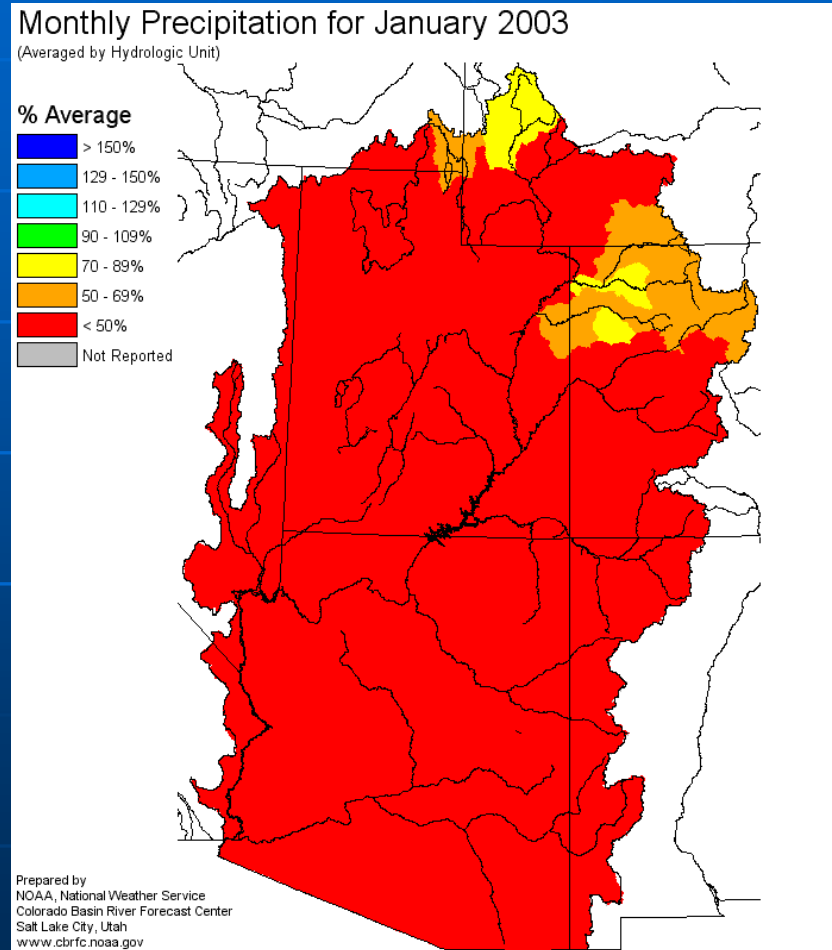 Monthly Precipitation for January 2003
(Averaged by Hydrologic Unit)
% Average
> 150%
129 - 150%
110 - 129%
90 - 109%
70 - 89%
50 - 69%
< 50%
Not Reported
Prepared by
NOAA, National Weather Service
Colorado Basin River Forecast Center
Salt Lake City, Utah
www.cbrfc.noaa.gov